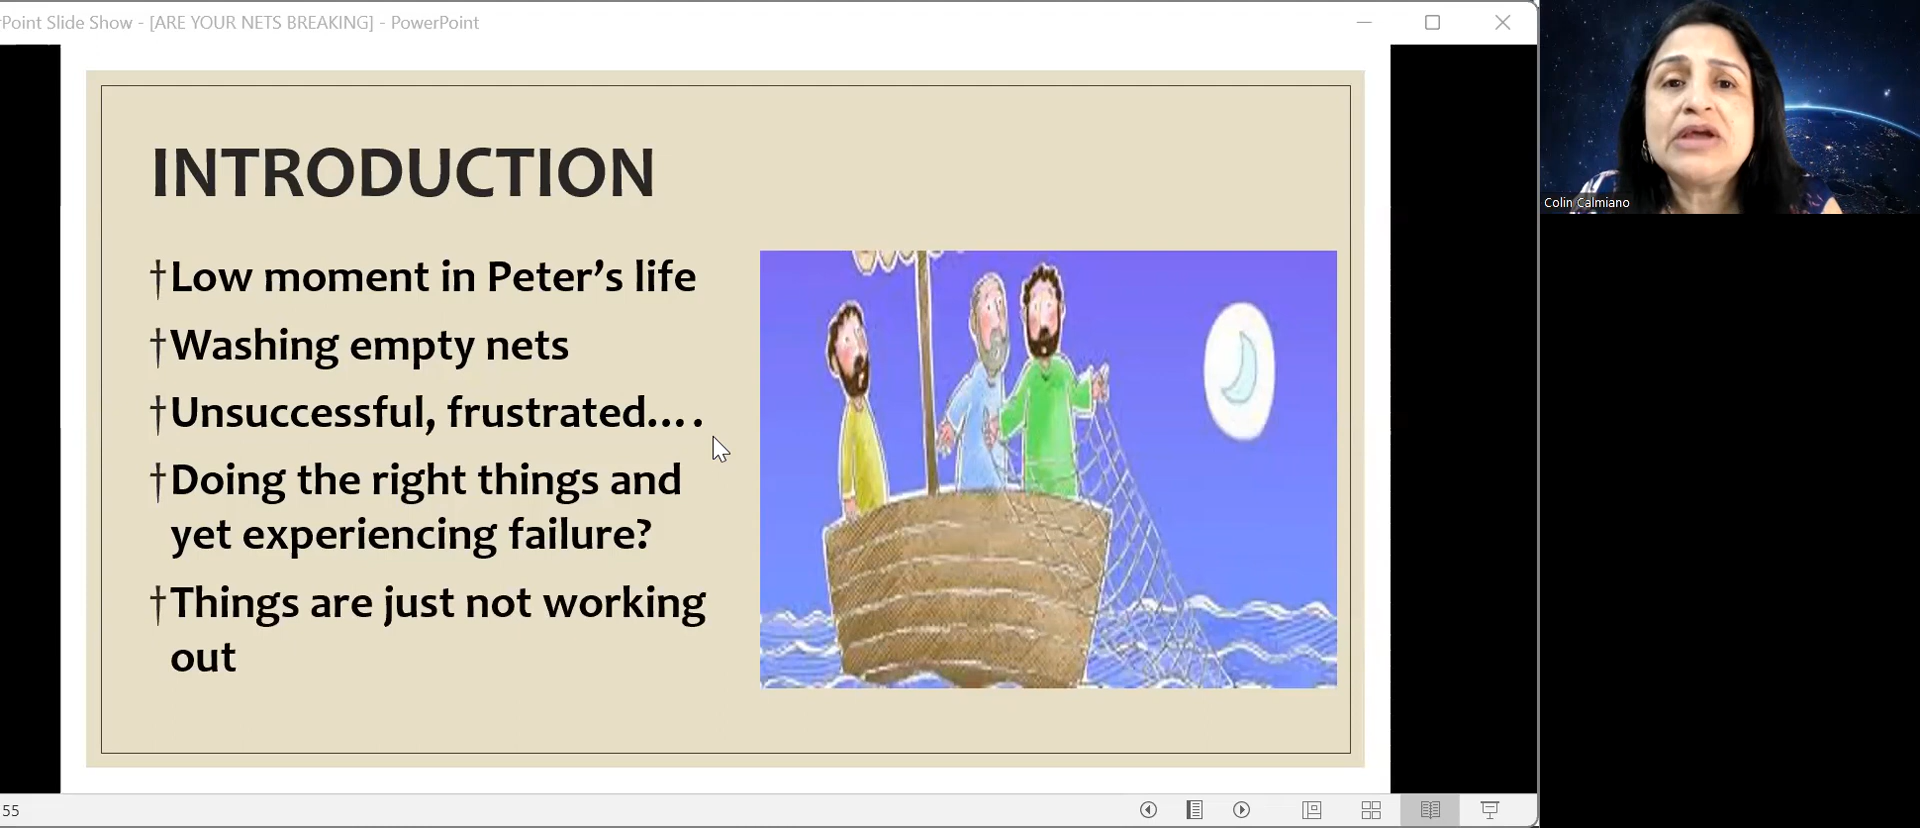 Point Slide Show - [ARE YOUR NETS BREAKING] - PowerPoint
Colin Calmiano
INTRODUCTION
†Low moment in Peter’s life
†Washing empty nets
†Unsuccessful, frustrated….
†Doing the right things and
yet experiencing failure?
†Things are just not working
out
55